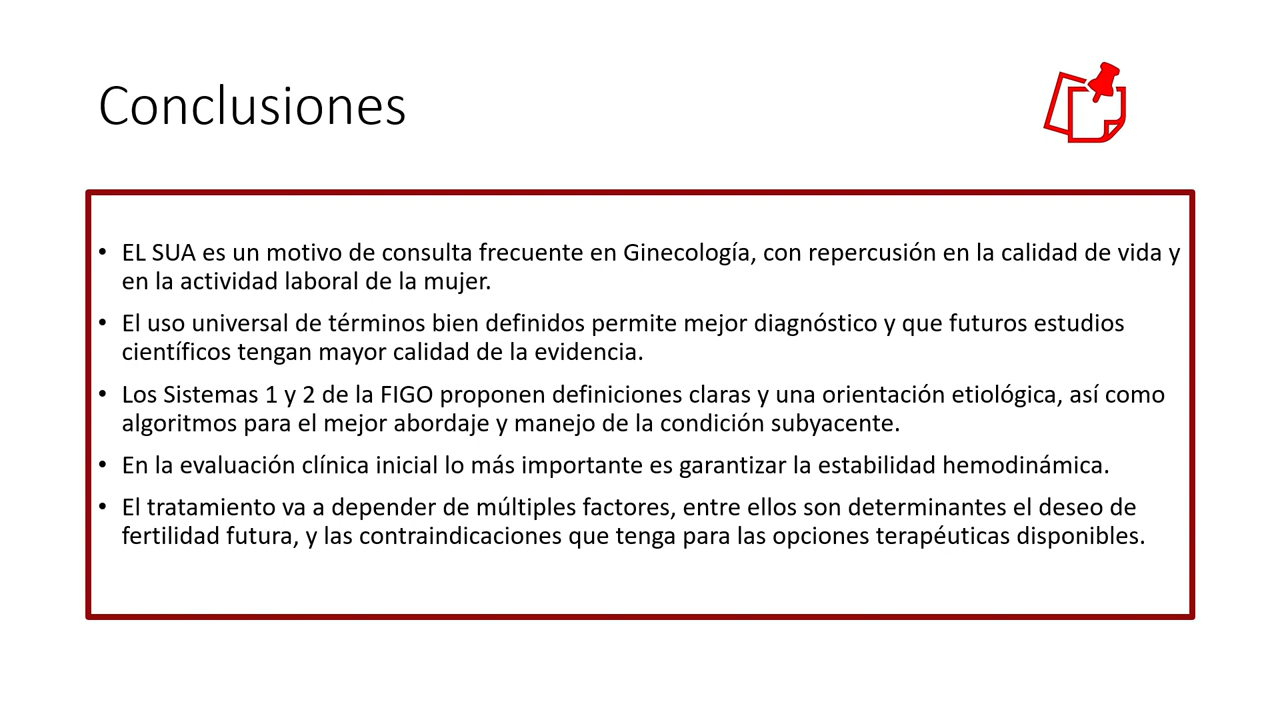 Conclusiones
• EL SUA es un motivo de consulta frecuente en Ginecología, con repercusión en la calidad de vida y
en la actividad laboral de la mujer.
• El uso universal de términos bien definidos permite mejor diagnóstico y que futuros estudios
científicos tengan mayor calidad de la evidencia.
• Los Sistemas 1 y 2 de la FIGO proponen definiciones claras y una orientación etiológica, así como
algoritmos para el mejor abordaje y manejo de la condición subyacente.
• En la evaluación clínica inicial lo más importante es garantizar la estabilidad hemodinámica.
• El tratamiento va a depender de múltiples factores, entre ellos son determinantes el deseo de
fertilidad futura, y las contraindicaciones que tenga para las opciones terapéuticas disponibles.